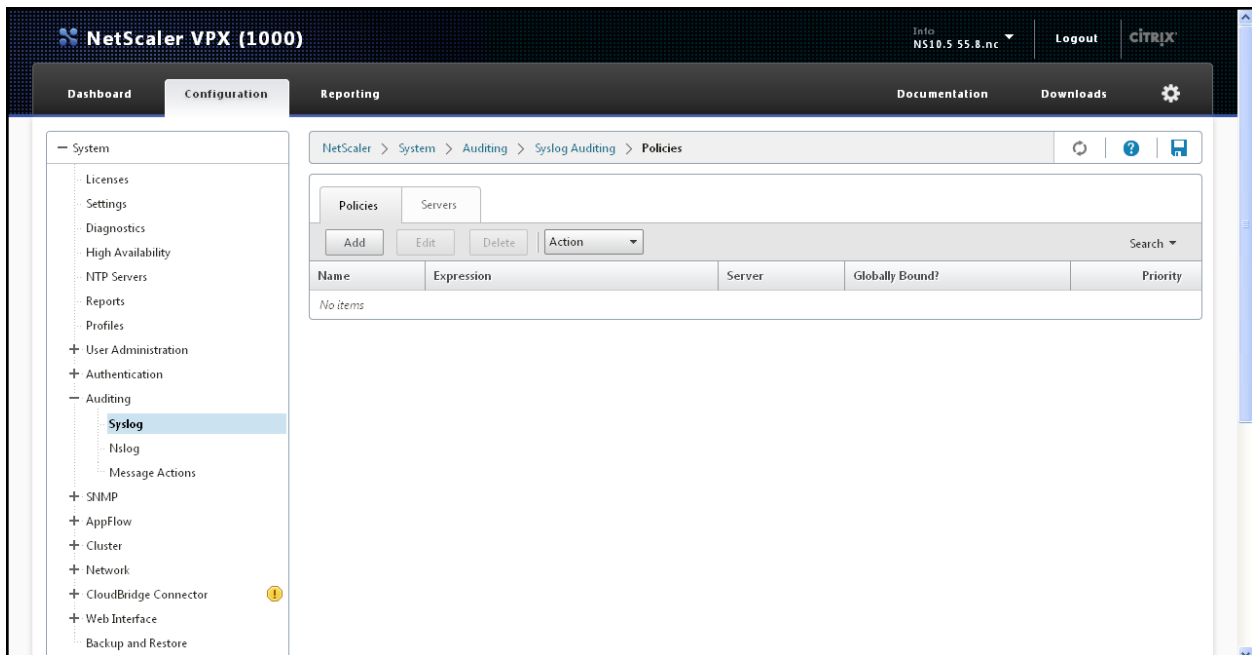 NetScaler VPX (1000)
Info
NS10.5 55.8.nc
Logout
CİTRIX
Dashboard
Configuration
Reporting
Documentation
Downloads
System
NetScaler > System > Auditing > Syslog Auditing > Policies
Licenses
Settings
Diagnostics
High Availability
NTP Servers
Reports
Profiles
User Administration
Authentication
Auditing
Syslog
Nslog
Message Actions
SNMP
AppFlow
Cluster
Network
CloudBridge Connector
Web Interface
Backup and Restore
Policies
Servers
Add
Edit
Delete
Action
Search
Name
Expression
Server
Globally Bound?
Priority
No items